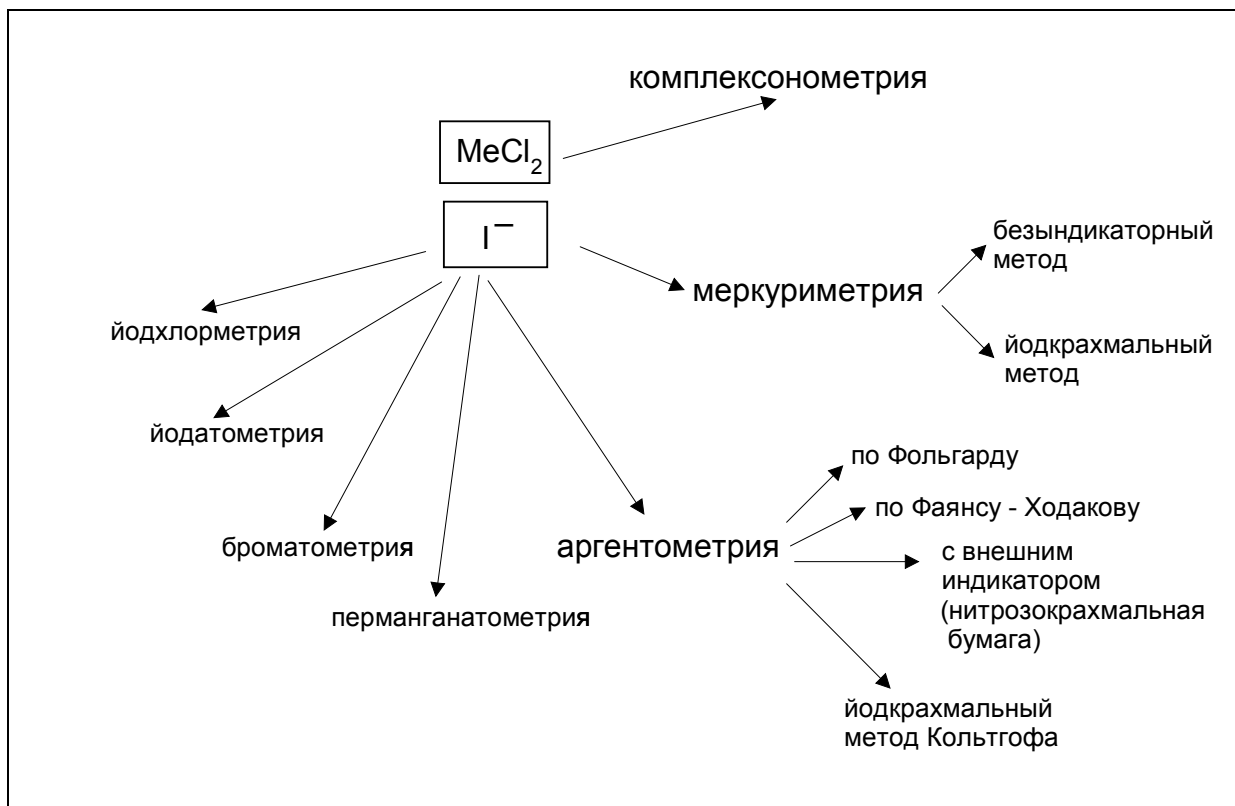 комплексонометрия
MeCl₂
I⁻
безындикаторный
метод
меркуриметрия
йодхлорметрия
йодкрахмальный
метод
йодатометрия
по Фольгарду
по Фаянсу - Ходакову
броматометрия
аргентометрия
с внешним
индикатором
(нитрозокрахмальная
бумага)
перманганатометрия
йодкрахмальный
метод Кольтгофа